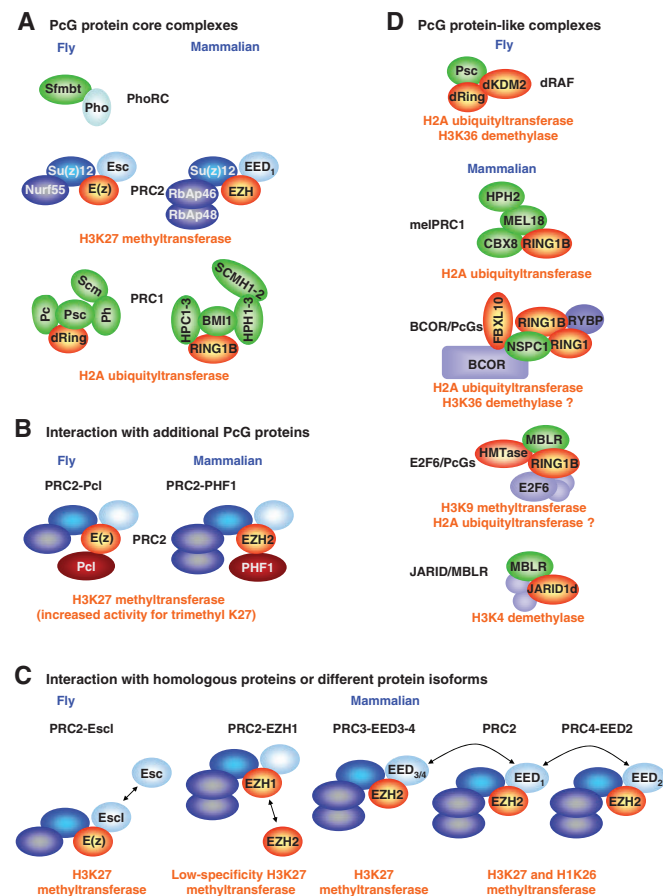 A PcG protein core complexes
Fly
Mammalian
Sfmbt
Pho
PhoRC
Su(z)12
Esc
Nurf55
E(z)
PRC2
Su(z)12
EED1
RbAp46
EZH
RbAp48
H3K27 methyltransferase
Scm
Pc
Psc
Ph
dRing
PRC1
SCMH1-2
HPC1-3
BMI1
HPH1-3
RING1B
H2A ubiquityltransferase
B Interaction with additional PcG proteins
Fly
Mammalian
PRC2-Pcl
PRC2-PHF1
E(z)
PRC2
EZH2
Pcl
PHF1
H3K27 methyltransferase
(increased activity for trimethyl K27)
D PcG protein-like complexes
Fly
Psc
dKDM2
dRing
dRAF
H2A ubiquityltransferase
H3K36 demethylase
Mammalian
HPH2
melPRC1
MEL18
CBX8
RING1B
H2A ubiquityltransferase
BCOR/PcGs
FBXL10
RING1B
RYBP
NSPC1
RING1
BCOR
H2A ubiquityltransferase
H3K36 demethylase ?
MBLR
HMTase
E2F6/PcGs
RING1B
E2F6
H3K9 methyltransferase
H2A ubiquityltransferase ?
JARID/MBLR
MBLR
JARID1d
H3K4 demethylase
C Interaction with homologous proteins or different protein isoforms
Fly
Mammalian
PRC2-Escl
PRC2-EZH1
PRC3-EED3-4
PRC2
PRC4-EED2
Esc
Escl
E(z)
EZH1
EZH2
EED3/4
EZH2
EED1
EZH2
EED2
EZH2
H3K27
methyltransferase
Low-specificity H3K27
methyltransferase
H3K27
methyltransferase
H3K27 and H1K26
methyltransferase